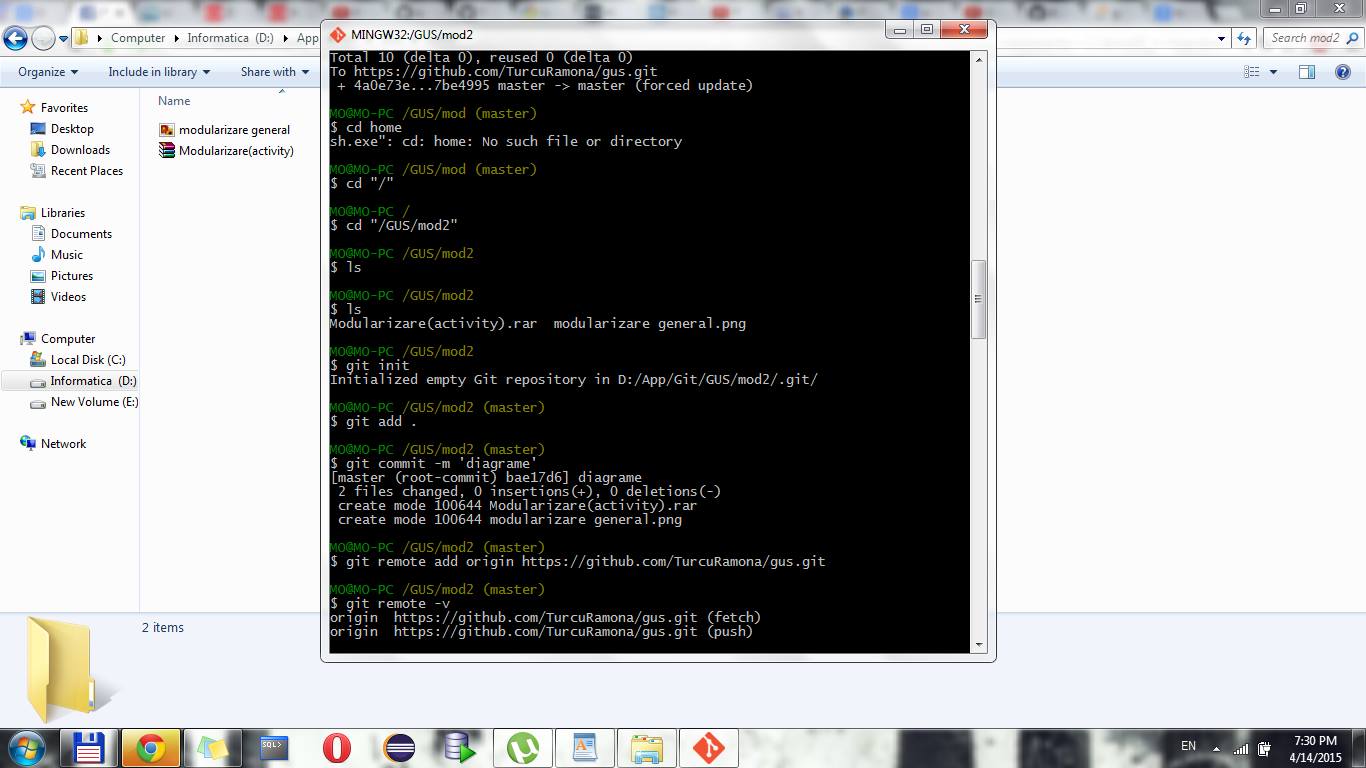 MINGW32:/GUS/mod2
Computer Informatica (D:) App
Search mod2
Organize Include in library Share with
Favorites
Desktop
Downloads
Recent Places
Libraries
Documents
Music
Pictures
Videos
Computer
Local Disk (C:)
Informatica (D:)
New Volume (E:)
Network
Name
modularizare general
Modularizare(activity)
Total 10 (delta 0), reused 0 (delta 0)
To https://github.com/TurcuRamona/gus.git
+ 4a0e73e...7be4995 master -> master (forced update)
MO@MO-PC /GUS/mod (master)
$ cd home
sh.exe": cd: home: No such file or directory
MO@MO-PC /GUS/mod (master)
$ cd "/"
MO@MO-PC /
$ cd "/GUS/mod2"
MO@MO-PC /GUS/mod2
$ ls
MO@MO-PC /GUS/mod2
$ ls
Modularizare(activity).rar modularizare general.png
MO@MO-PC /GUS/mod2
$ git init
Initialized empty Git repository in D:/App/Git/GUS/mod2/.git/
MO@MO-PC /GUS/mod2 (master)
$ git add .
MO@MO-PC /GUS/mod2 (master)
$ git commit -m 'diagrame'
[master (root-commit) bae17d6] diagrame
2 files changed, 0 insertions(+), 0 deletions(-)
create mode 100644 Modularizare(activity).rar
create mode 100644 modularizare general.png
MO@MO-PC /GUS/mod2 (master)
$ git remote add origin https://github.com/TurcuRamona/gus.git
MO@MO-PC /GUS/mod2 (master)
$ git remote -v
origin https://github.com/TurcuRamona/gus.git (fetch)
origin https://github.com/TurcuRamona/gus.git (push)
2 items
SQL>
EN
7:30 PM
4/14/2015